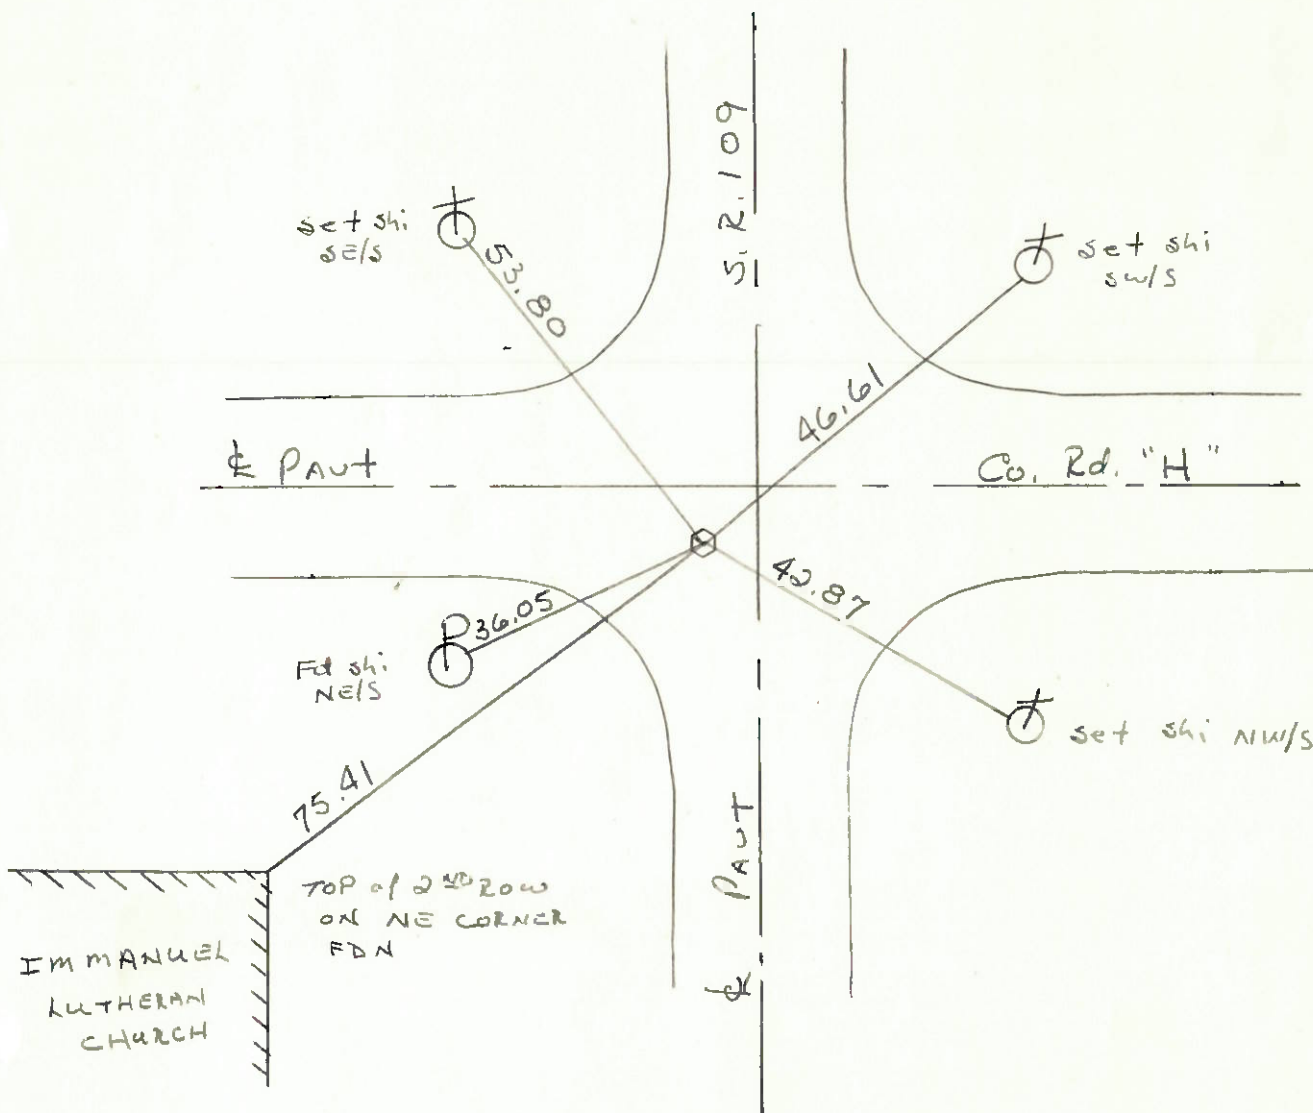 S.R.109
set shi
SE/S
53.80
set shi
SW/S
46.61
℄ PAVT
Co. Rd. "H"
42.87
36.05
Fd shi
NE/S
set shi NW/S
75.41
℄ PAVT
TOP of 2ND ROW
ON NE CORNER
FDN
IMMANUEL
LUTHERAN
CHURCH